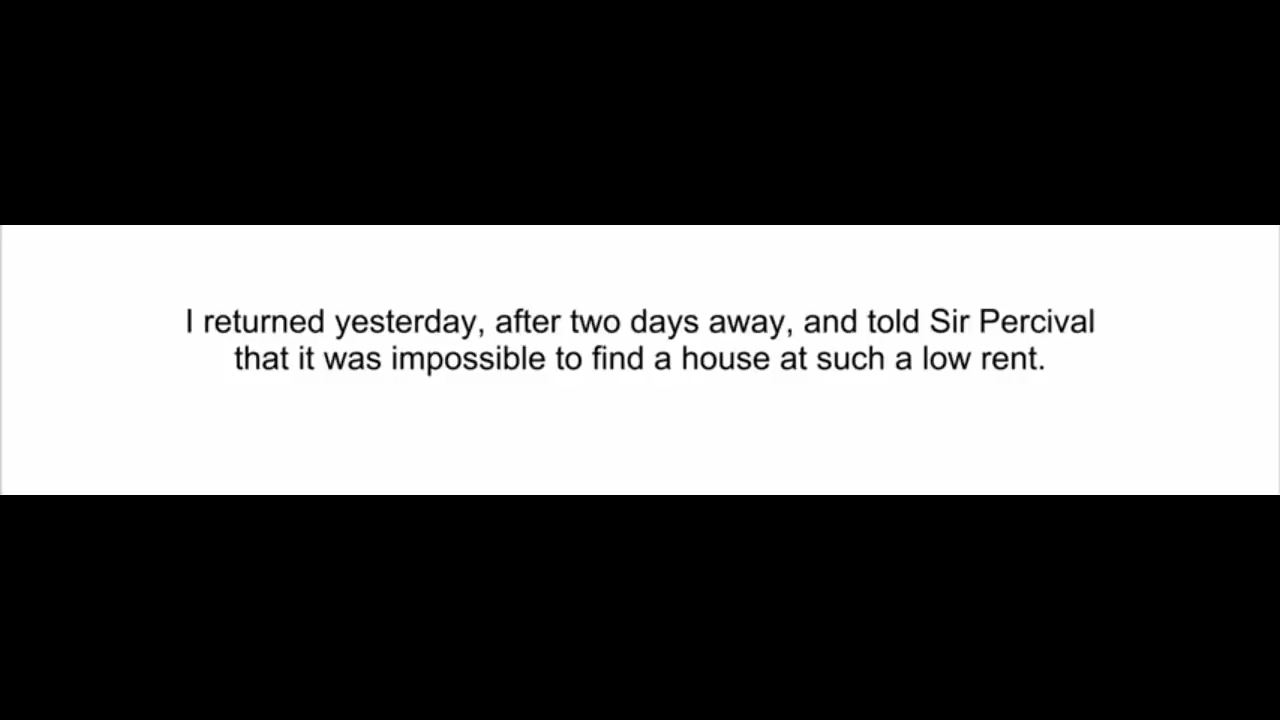 I returned yesterday, after two days away, and told Sir Percival
that it was impossible to find a house at such a low rent.